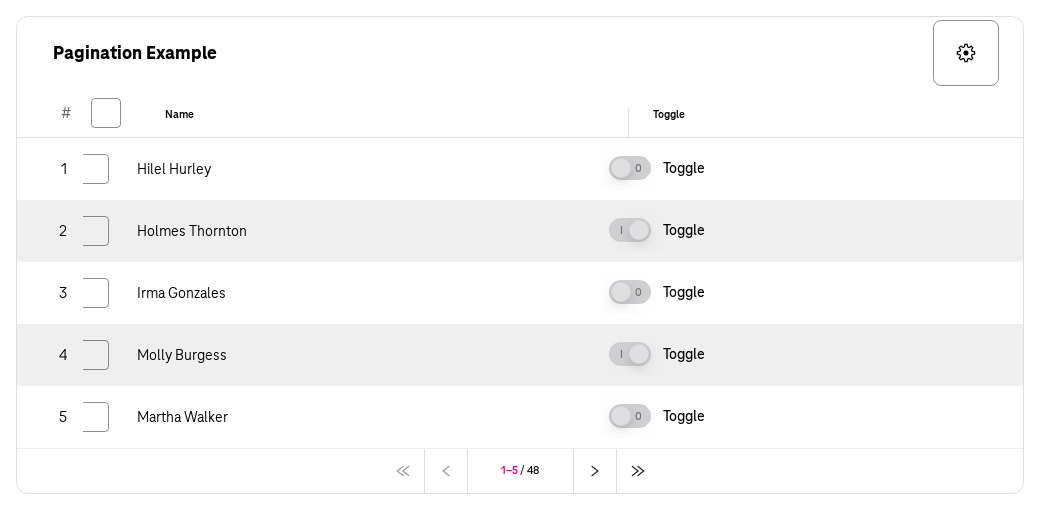 Pagination Example
# Name Toggle
1 Hilel Hurley 0 Toggle
2 Holmes Thornton I Toggle
3 Irma Gonzales 0 Toggle
4 Molly Burgess I Toggle
5 Martha Walker 0 Toggle
1–5 / 48